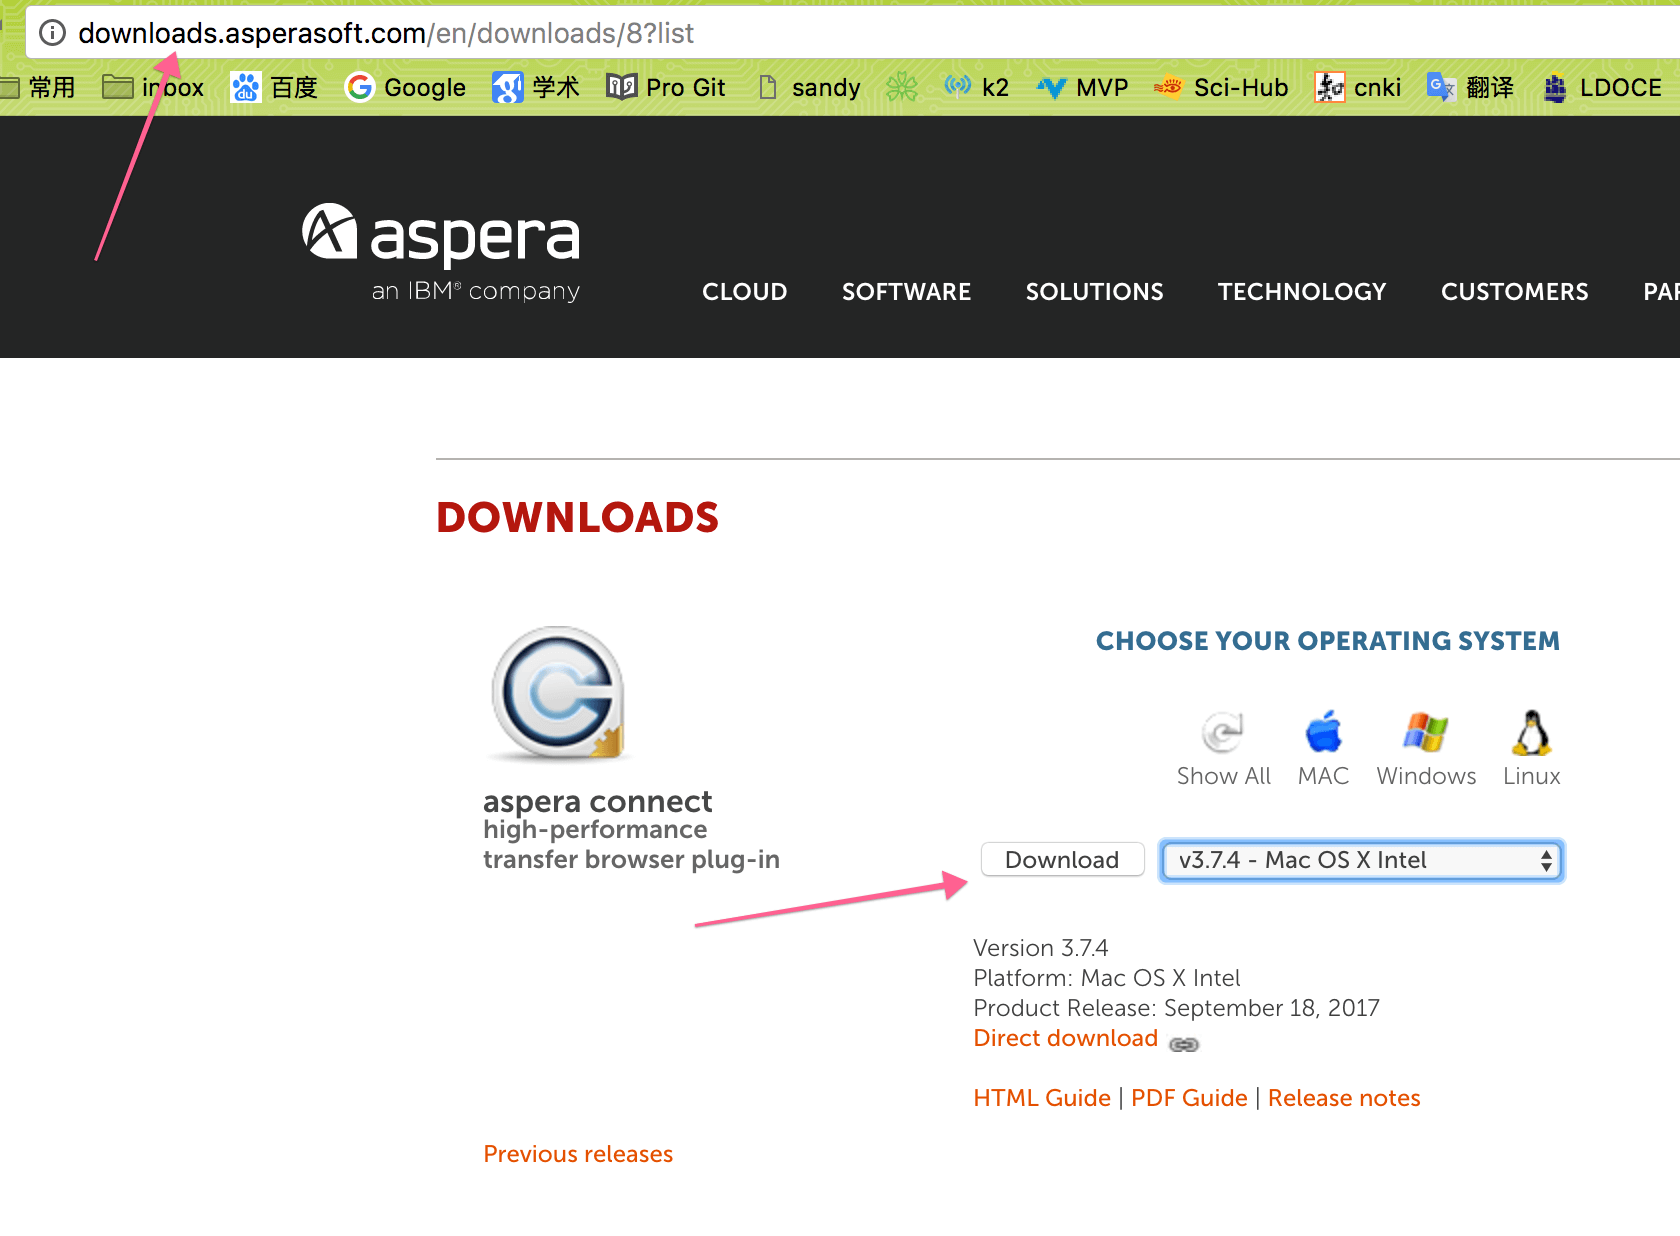 downloads.asperasoft.com/en/downloads/8?list
常用 inbox 百度 Google 学术 Pro Git sandy k2 MVP Sci-Hub cnki 翻译 LDOCE
aspera
an IBM® company
CLOUD SOFTWARE SOLUTIONS TECHNOLOGY CUSTOMERS PAR
DOWNLOADS
CHOOSE YOUR OPERATING SYSTEM
Show All MAC Windows Linux
aspera connect
high-performance
transfer browser plug-in
Download v3.7.4 - Mac OS X Intel
Version 3.7.4
Platform: Mac OS X Intel
Product Release: September 18, 2017
Direct download
HTML Guide | PDF Guide | Release notes
Previous releases